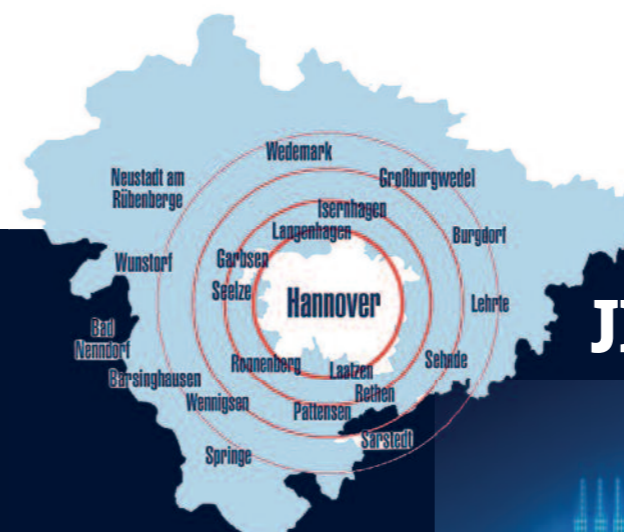 Wedemark
Großburgwedel
Neustadt am
Rübenberge
Isernhagen
Langenhagen
Burgdorf
Garbsen
Wunstorf
Seelze
Hannover
Lehrte
Bad
Nenndorf
Ronnenberg
Laatzen
Sehnde
Barsinghausen
Rethen
Wennigsen
Pattensen
Sarstedt
Springe